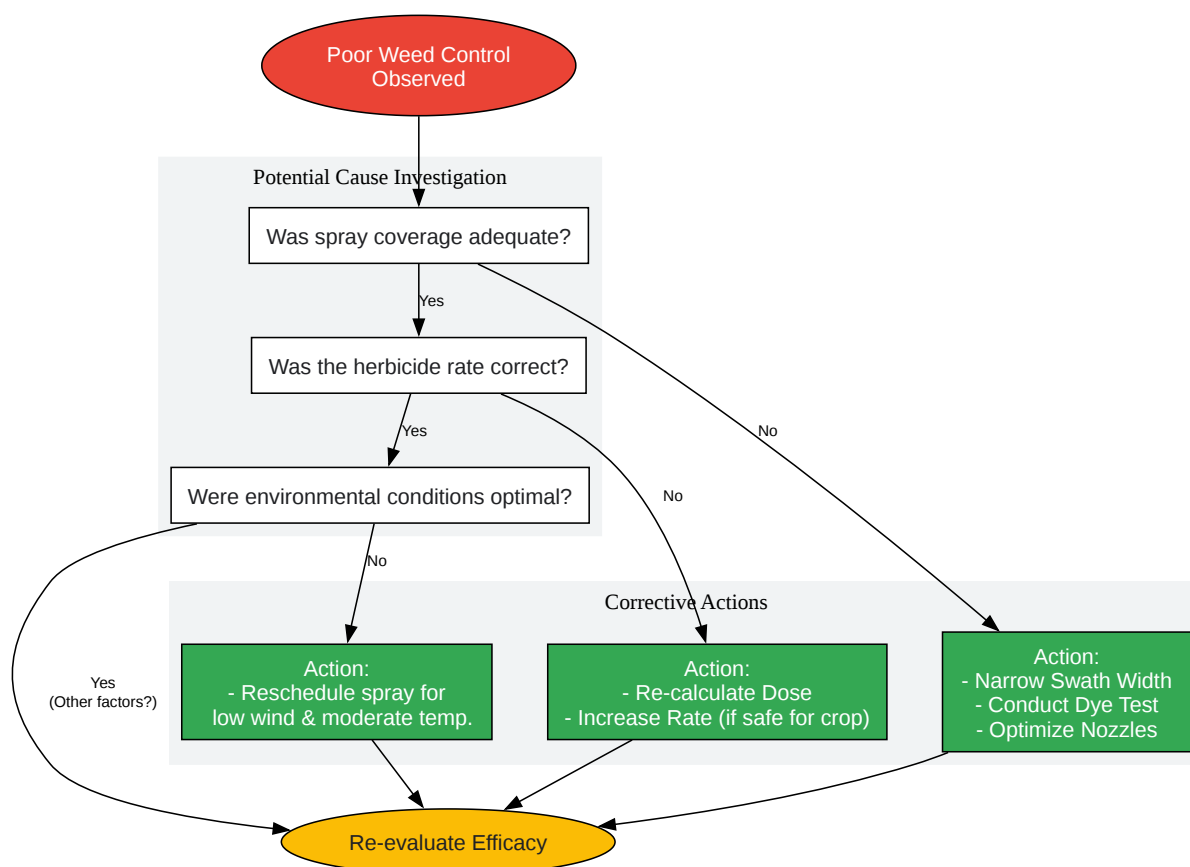 Poor Weed Control
Observed
Potential Cause Investigation
Was spray coverage adequate?
Yes
Was the herbicide rate correct?
Yes
No
Were environmental conditions optimal?
No
No
Corrective Actions
Yes
(Other factors?)
Action:
- Reschedule spray for
low wind & moderate temp.
Action:
- Re-calculate Dose
- Increase Rate (if safe for crop)
Action:
- Narrow Swath Width
- Conduct Dye Test
- Optimize Nozzles
Re-evaluate Efficacy